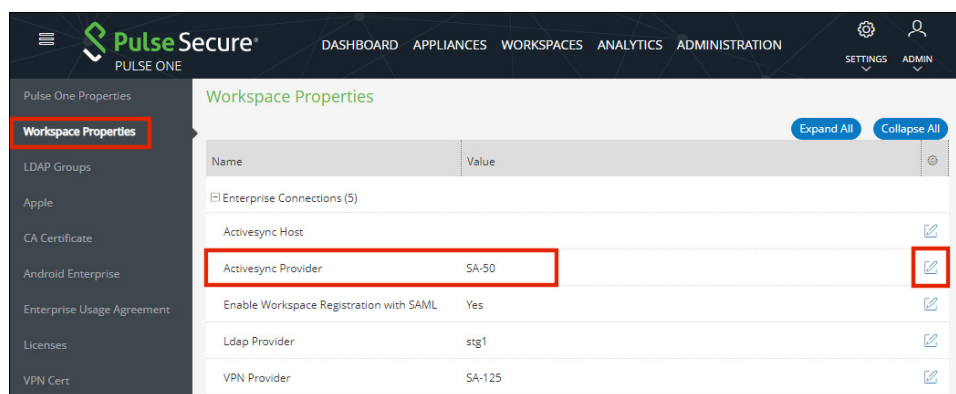 Pulse Secure®
PULSE ONE
DASHBOARD APPLIANCES WORKSPACES ANALYTICS ADMINISTRATION
SETTINGS ADMIN
Pulse One Properties
Workspace Properties
LDAP Groups
Apple
CA Certificate
Android Enterprise
Enterprise Usage Agreement
Licenses
VPN Cert
Workspace Properties
Expand All Collapse All
Name Value
Enterprise Connections (5)
Activesync Host
Activesync Provider SA-50
Enable Workspace Registration with SAML Yes
Ldap Provider stg1
VPN Provider SA-125